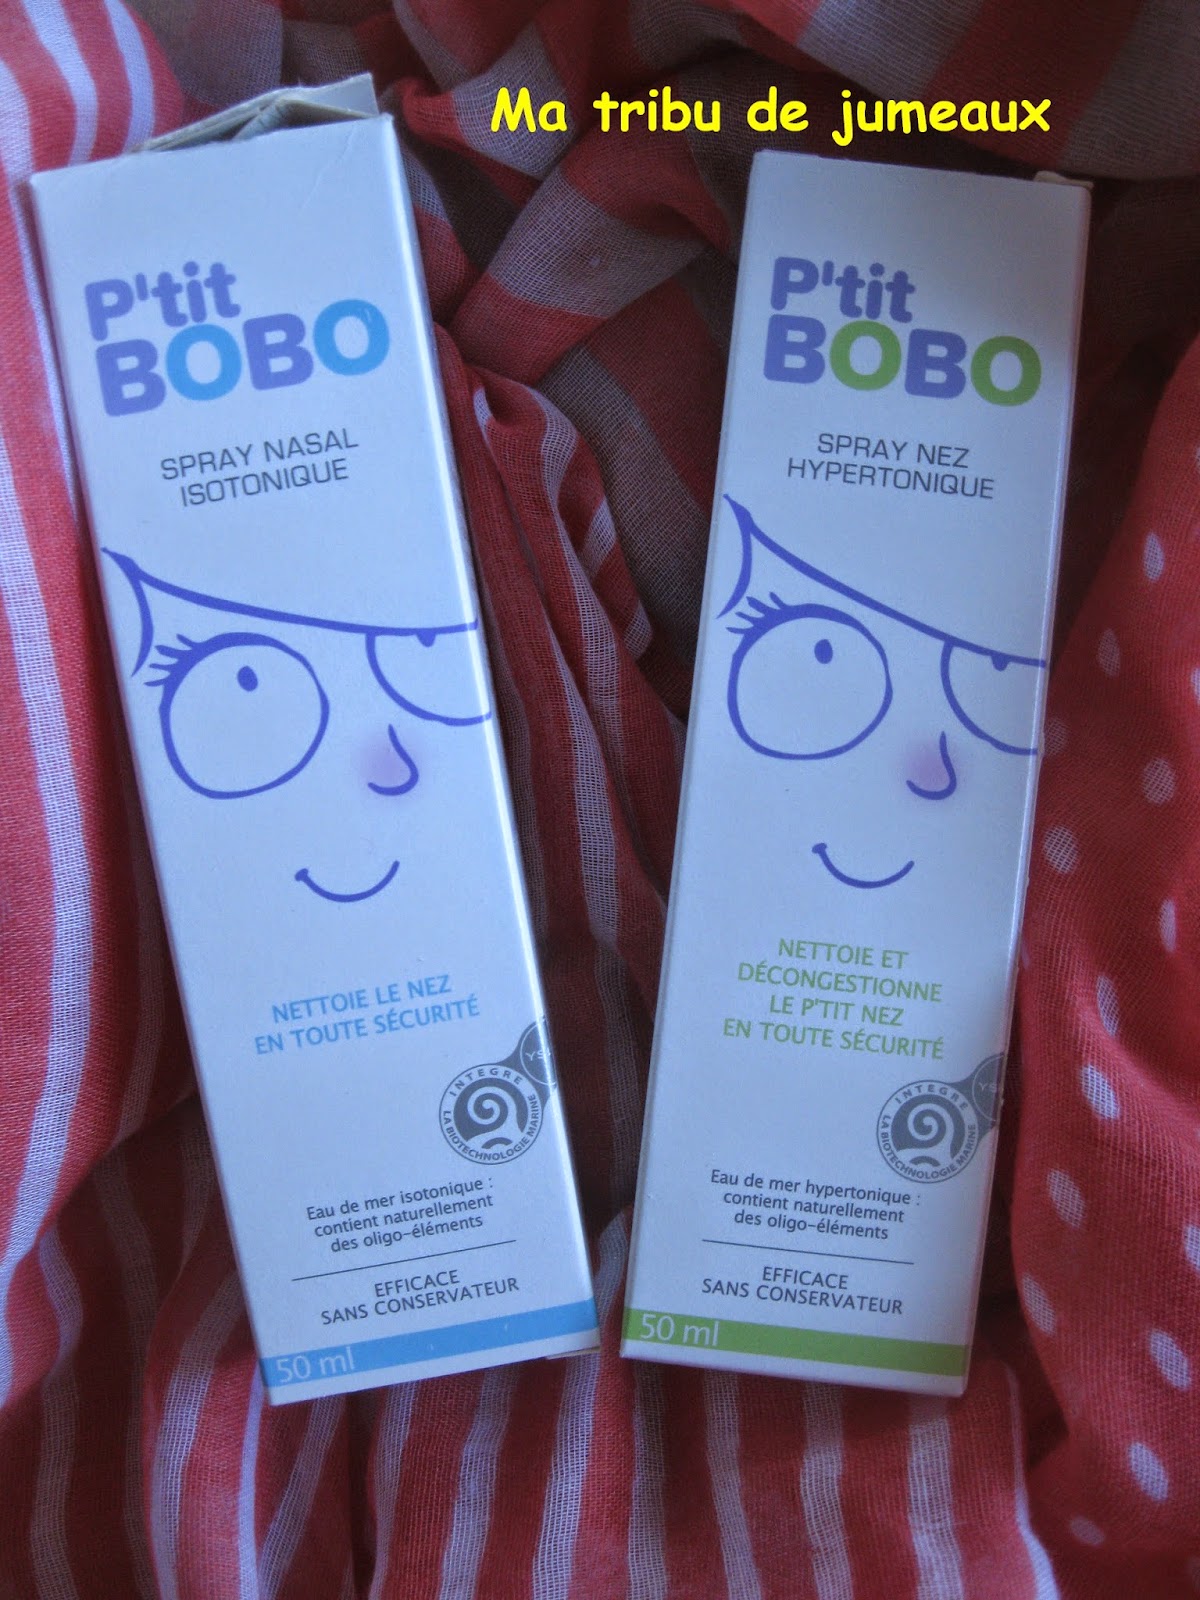 Ma tribu de jumeaux
P'tit
BOBO
SPRAY NASAL
ISOTONIQUE
NETTOIE LE NEZ
EN TOUTE SÉCURITÉ
INTEGRE
LA BIOTECHNOLOGIE MARINE
Eau de mer isotonique :
contient naturellement
des oligo-éléments
EFFICACE
SANS CONSERVATEUR
50 ml
P'tit
BOBO
SPRAY NEZ
HYPERTONIQUE
NETTOIE ET
DÉCONGESTIONNE
LE P'TIT NEZ
EN TOUTE SÉCURITÉ
INTEGRE
LA BIOTECHNOLOGIE MARINE
Eau de mer hypertonique :
contient naturellement
des oligo-éléments
EFFICACE
SANS CONSERVATEUR
50 ml